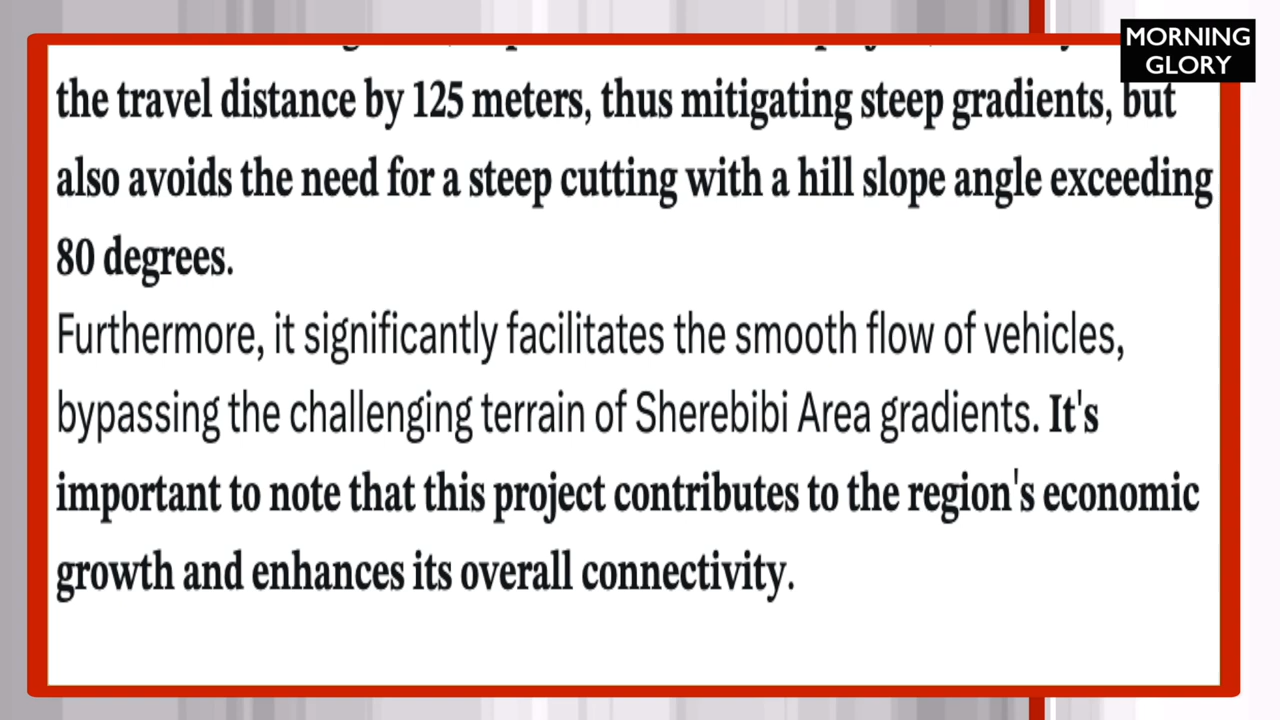 MORNING
GLORY
the travel distance by 125 meters, thus mitigating steep gradients, but
also avoids the need for a steep cutting with a hill slope angle exceeding
80 degrees.
Furthermore, it significantly facilitates the smooth flow of vehicles,
bypassing the challenging terrain of Sherebibi Area gradients. It's
important to note that this project contributes to the region's economic
growth and enhances its overall connectivity.